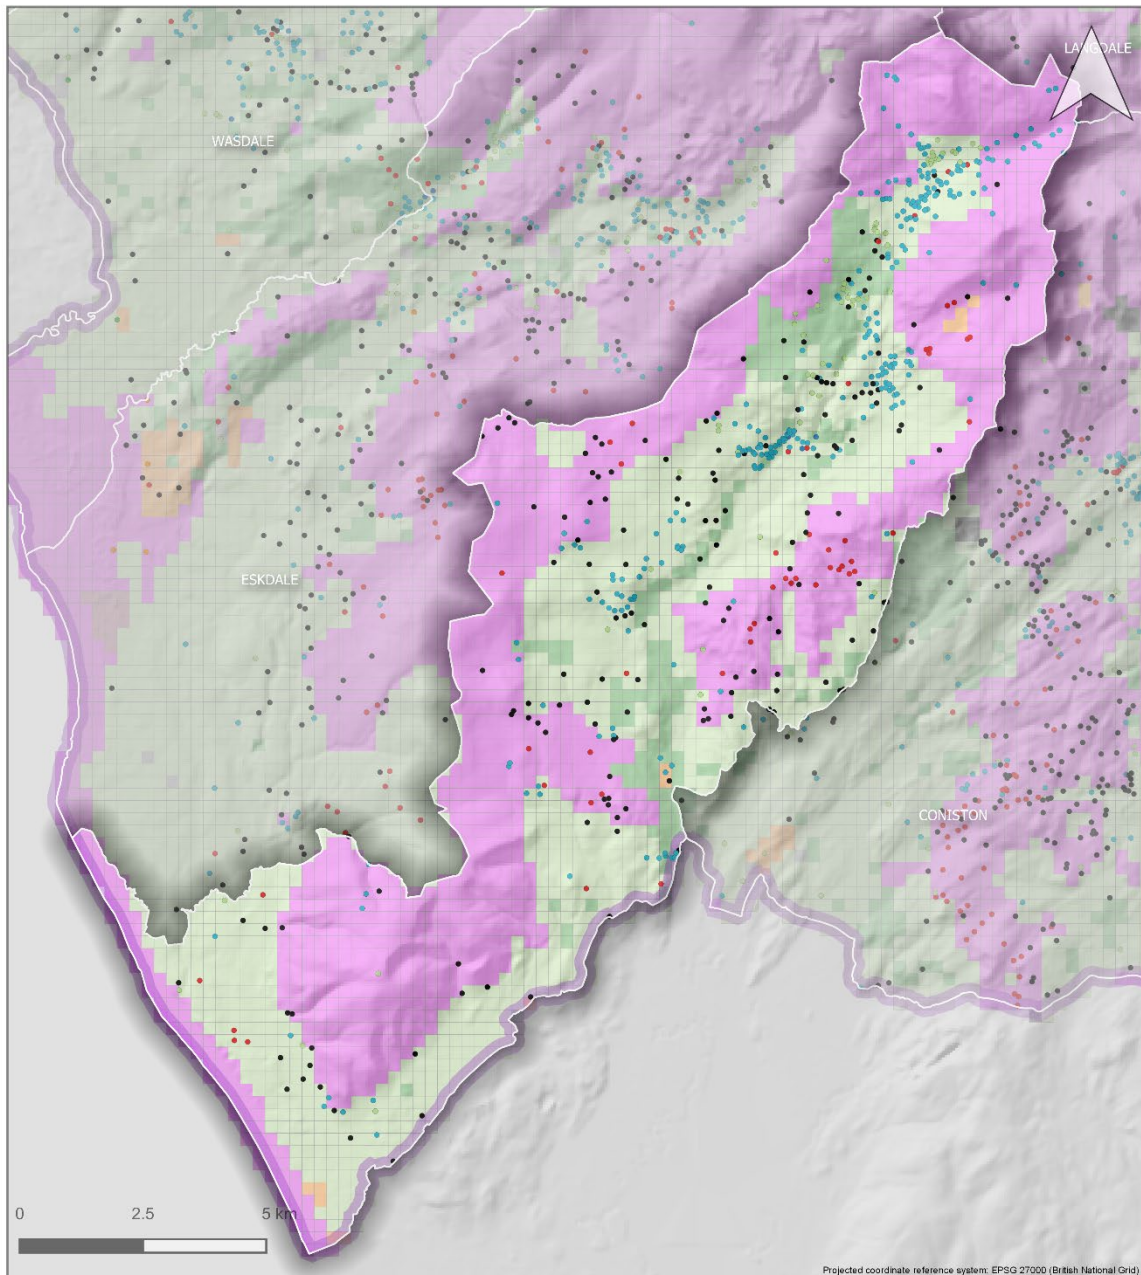 LANGDALE
WASDALE
ESKDALE
CONISTON
0 2.5 5 km
Projected coordinate reference system: EPSG 27000 (British National Grid)